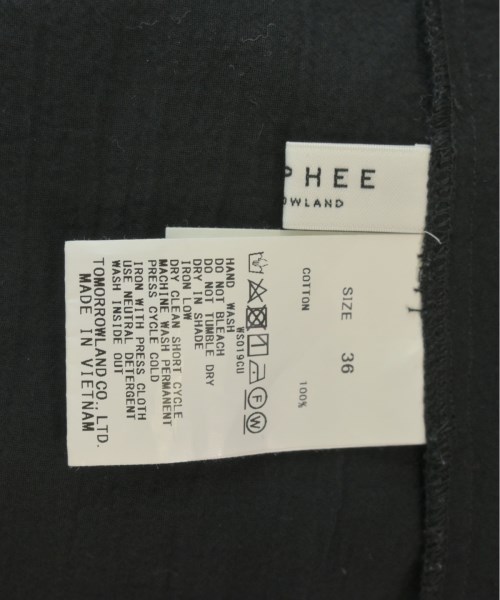 PHEE
OWLAND
SIZE 36
COTTON 100%
WS019CU
HAND WASH
DO NOT BLEACH
DO NOT TUMBLE DRY
DRY IN SHADE
IRON LOW
DRY CLEAN SHORT CYCLE
MACHINE WASH PERMANENT
PRESS CYCLE COLD
IRON WITH PRESS CLOTH
USE NEUTRAL DETERGENT
WASH INSIDE OUT
TOMORROWLAND CO., LTD.
MADE IN VIETNAM